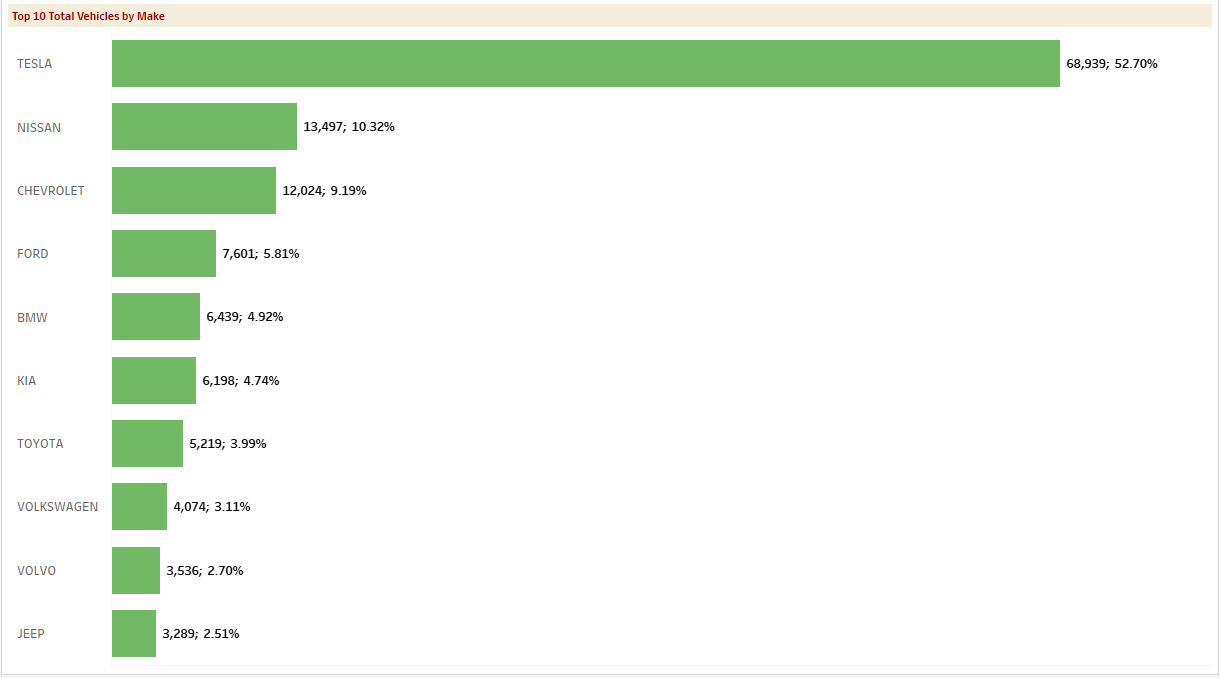 Top 10 Total Vehicles by Make
TESLA 68,939; 52.70%
NISSAN 13,497; 10.32%
CHEVROLET 12,024; 9.19%
FORD 7,601; 5.81%
BMW 6,439; 4.92%
KIA 6,198; 4.74%
TOYOTA 5,219; 3.99%
VOLKSWAGEN 4,074; 3.11%
VOLVO 3,536; 2.70%
JEEP 3,289; 2.51%